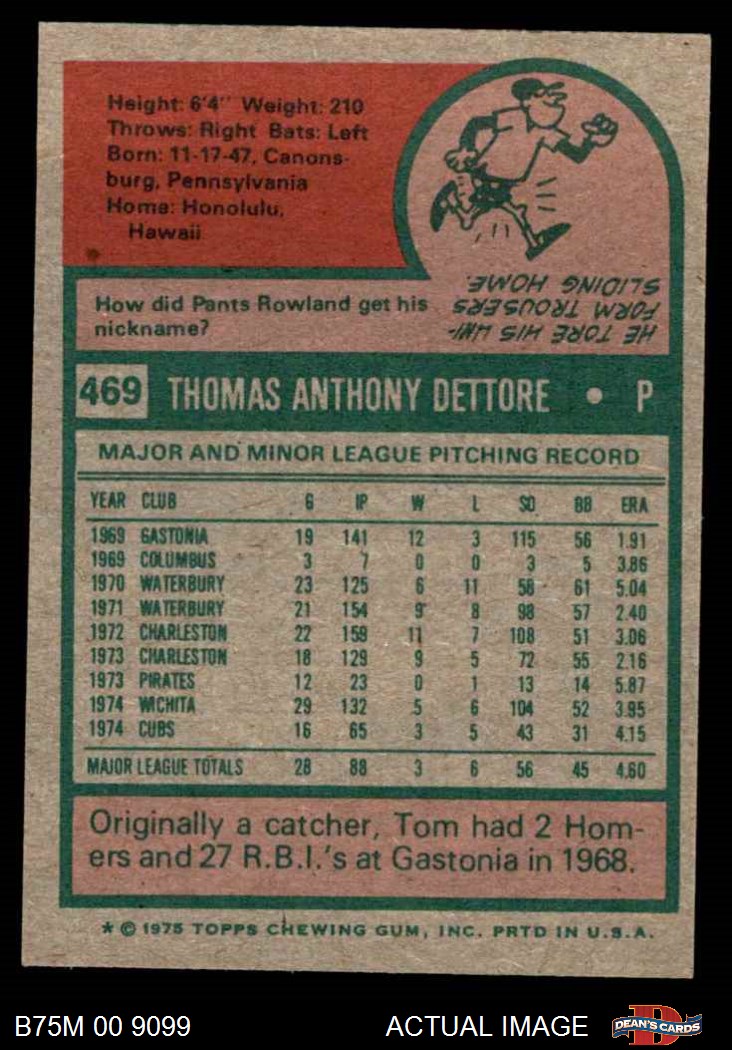 Height: 6'4" Weight: 210
Throws: Right Bats: Left
Born: 11-17-47, Canons-
burg, Pennsylvania
Home: Honolulu,
Hawaii
How did Pants Rowland get his
nickname?
HE TORE HIS UNI-
FORM TROUSERS
SLIDING HOME.
469 THOMAS ANTHONY DETTORE • P
MAJOR AND MINOR LEAGUE PITCHING RECORD
YEAR CLUB G IP W L SO BB ERA
1969 GASTONIA 19 141 12 3 115 56 1.91
1969 COLUMBUS 3 7 0 0 3 5 3.86
1970 WATERBURY 23 125 6 11 58 61 5.04
1971 WATERBURY 21 154 9 8 98 57 2.40
1972 CHARLESTON 22 159 11 7 108 51 3.06
1973 CHARLESTON 18 129 9 5 72 55 2.16
1973 PIRATES 12 23 0 1 13 14 5.87
1974 WICHITA 29 132 5 6 104 52 3.95
1974 CUBS 16 65 3 5 43 31 4.15
MAJOR LEAGUE TOTALS 28 88 3 6 56 45 4.60
Originally a catcher, Tom had 2 Hom-
ers and 27 R.B.I.'s at Gastonia in 1968.
* © 1975 TOPPS CHEWING GUM, INC. PRTD IN U.S.A.
B75M 00 9099 ACTUAL IMAGE D DEAN'S CARDS